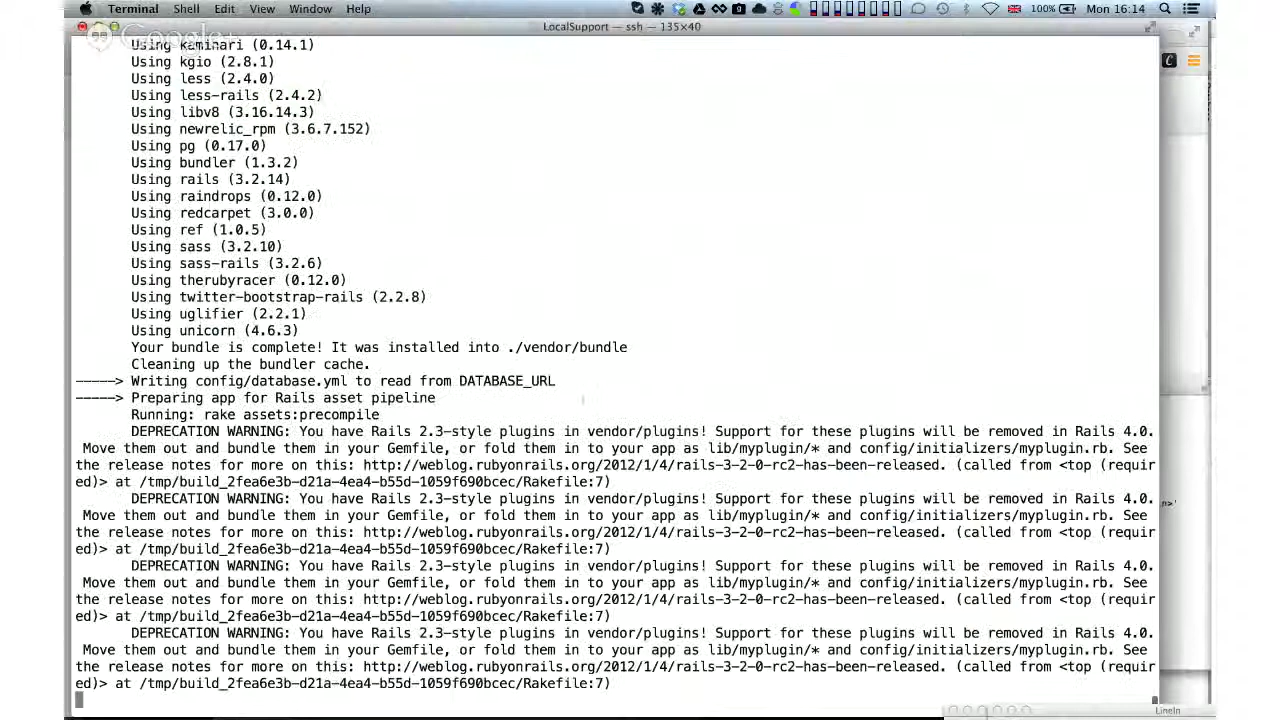 Terminal Shell Edit View Window Help 100% Mon 16:14
LocalSupport — ssh — 135×40
Google+
Using kaminari (0.14.1)
Using kgio (2.8.1)
Using less (2.4.0)
Using less-rails (2.4.2)
Using libv8 (3.16.14.3)
Using newrelic_rpm (3.6.7.152)
Using pg (0.17.0)
Using bundler (1.3.2)
Using rails (3.2.14)
Using raindrops (0.12.0)
Using redcarpet (3.0.0)
Using ref (1.0.5)
Using sass (3.2.10)
Using sass-rails (3.2.6)
Using therubyracer (0.12.0)
Using twitter-bootstrap-rails (2.2.8)
Using uglifier (2.2.1)
Using unicorn (4.6.3)
Your bundle is complete! It was installed into ./vendor/bundle
Cleaning up the bundler cache.
-----> Writing config/database.yml to read from DATABASE_URL
-----> Preparing app for Rails asset pipeline
Running: rake assets:precompile
DEPRECATION WARNING: You have Rails 2.3-style plugins in vendor/plugins! Support for these plugins will be removed in Rails 4.0.
Move them out and bundle them in your Gemfile, or fold them in to your app as lib/myplugin/* and config/initializers/myplugin.rb. See
the release notes for more on this: http://weblog.rubyonrails.org/2012/1/4/rails-3-2-0-rc2-has-been-released. (called from <top (requir
ed)> at /tmp/build_2fea6e3b-d21a-4ea4-b55d-1059f690bcec/Rakefile:7)
DEPRECATION WARNING: You have Rails 2.3-style plugins in vendor/plugins! Support for these plugins will be removed in Rails 4.0.
Move them out and bundle them in your Gemfile, or fold them in to your app as lib/myplugin/* and config/initializers/myplugin.rb. See
the release notes for more on this: http://weblog.rubyonrails.org/2012/1/4/rails-3-2-0-rc2-has-been-released. (called from <top (requir
ed)> at /tmp/build_2fea6e3b-d21a-4ea4-b55d-1059f690bcec/Rakefile:7)
DEPRECATION WARNING: You have Rails 2.3-style plugins in vendor/plugins! Support for these plugins will be removed in Rails 4.0.
Move them out and bundle them in your Gemfile, or fold them in to your app as lib/myplugin/* and config/initializers/myplugin.rb. See
the release notes for more on this: http://weblog.rubyonrails.org/2012/1/4/rails-3-2-0-rc2-has-been-released. (called from <top (requir
ed)> at /tmp/build_2fea6e3b-d21a-4ea4-b55d-1059f690bcec/Rakefile:7)
DEPRECATION WARNING: You have Rails 2.3-style plugins in vendor/plugins! Support for these plugins will be removed in Rails 4.0.
Move them out and bundle them in your Gemfile, or fold them in to your app as lib/myplugin/* and config/initializers/myplugin.rb. See
the release notes for more on this: http://weblog.rubyonrails.org/2012/1/4/rails-3-2-0-rc2-has-been-released. (called from <top (requir
ed)> at /tmp/build_2fea6e3b-d21a-4ea4-b55d-1059f690bcec/Rakefile:7)
LineIn